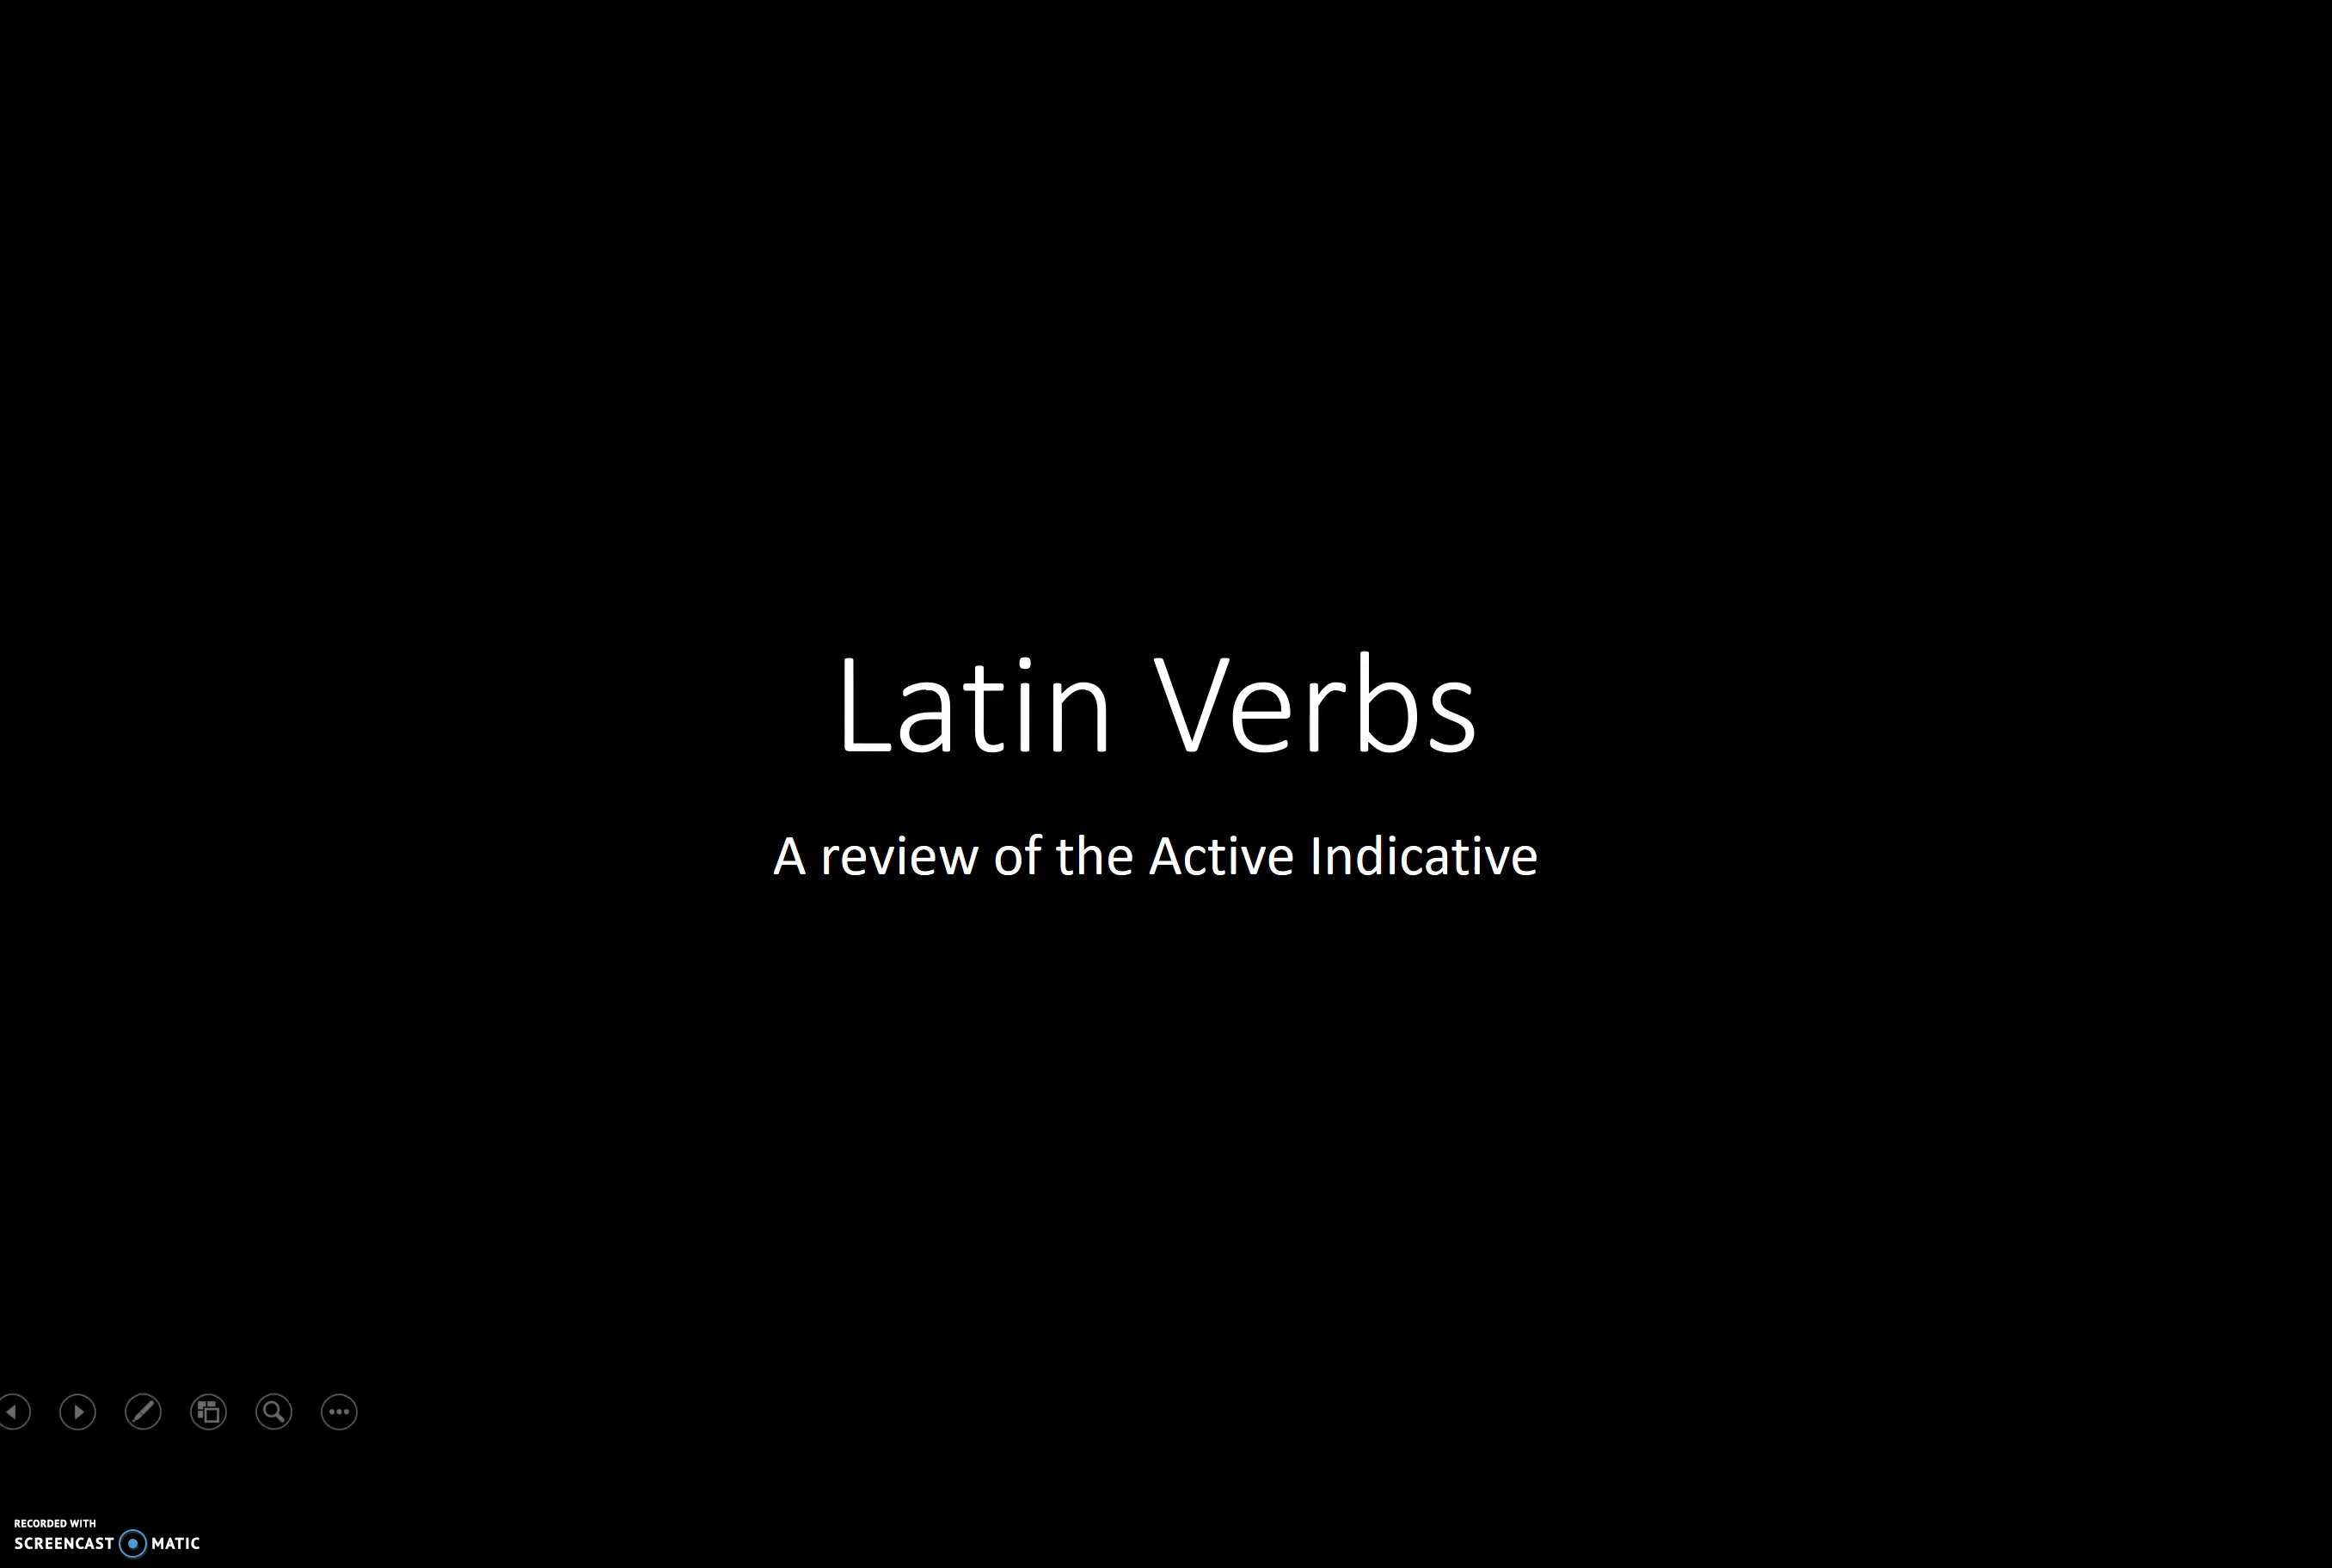 Latin Verbs
A review of the Active Indicative
RECORDED WITH
SCREENCAST MATIC